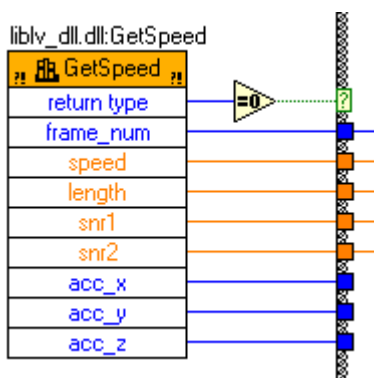 liblv_dll.dll:GetSpeed
?! GetSpeed ?!
return type
=0
?
frame_num
speed
length
snr1
snr2
acc_x
acc_y
acc_z